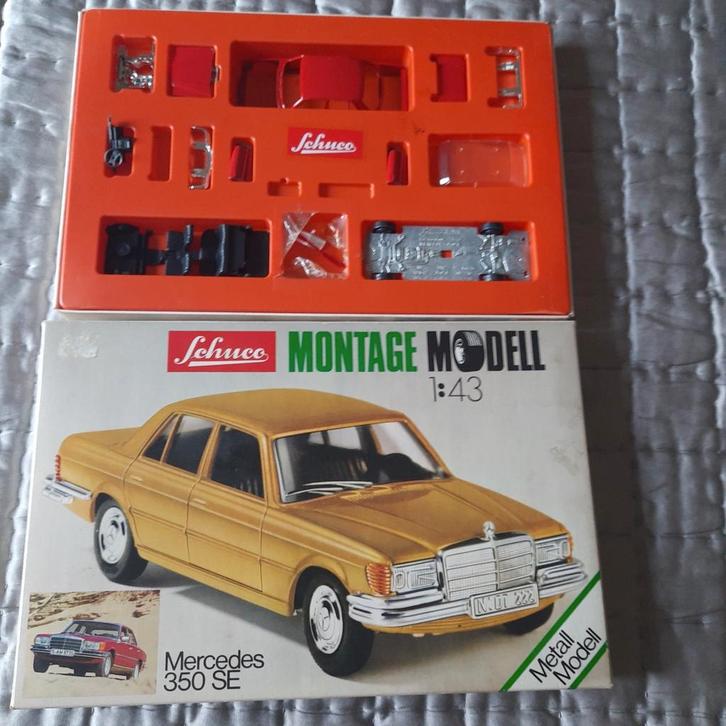 Schuco
Schuco MONTAGE MODELL
1:43
Mercedes
350 SE
Metall
Modell